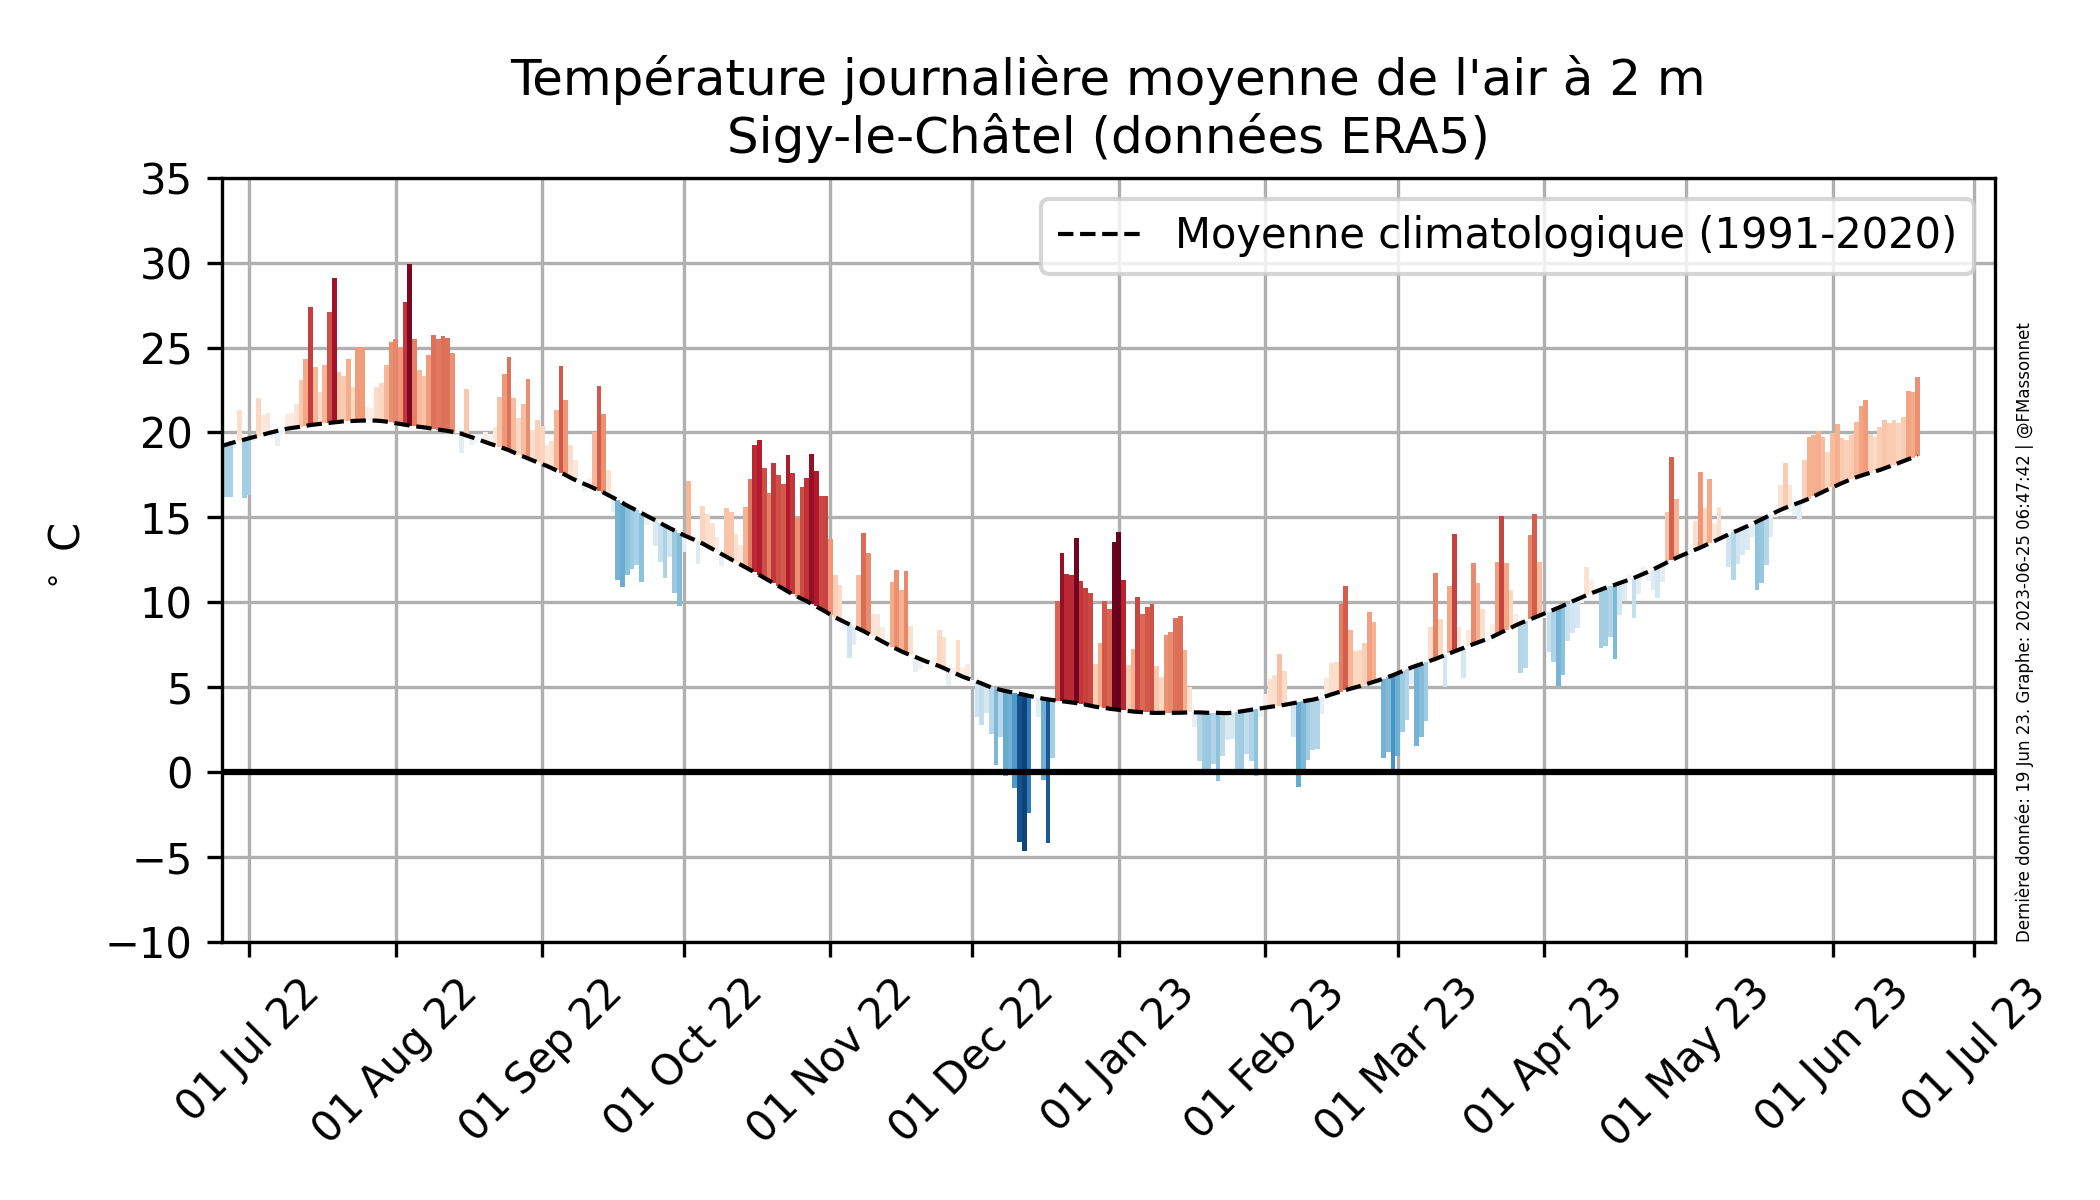 Température journalière moyenne de l'air à 2 m
Sigy-le-Châtel (données ERA5)
35
30
25
20
15
10
5
0
−5
−10
° C
Moyenne climatologique (1991-2020)
01 Jul 22
01 Aug 22
01 Sep 22
01 Oct 22
01 Nov 22
01 Dec 22
01 Jan 23
01 Feb 23
01 Mar 23
01 Apr 23
01 May 23
01 Jun 23
01 Jul 23
Dernière donnée: 19 Jun 23. Graphe: 2023-06-25 06:47:42 | @FMassonnet